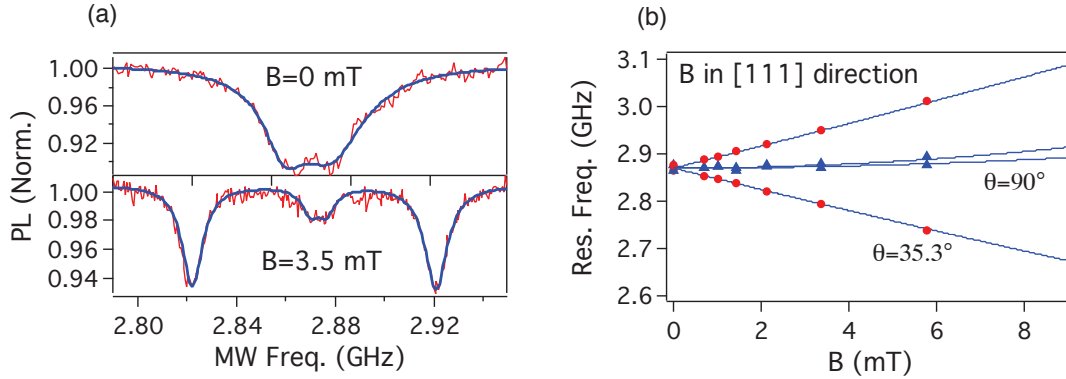 (a)
B=0 mT
1.00
0.96
0.92
B=3.5 mT
1.00
0.98
0.96
0.94
PL (Norm.)
2.80 2.84 2.88 2.92
MW Freq. (GHz)
(b)
B in [111] direction
3.1
3.0
2.9
2.8
2.7
2.6
Res. Freq. (GHz)
θ=90°
θ=35.3°
0 2 4 6 8
B (mT)